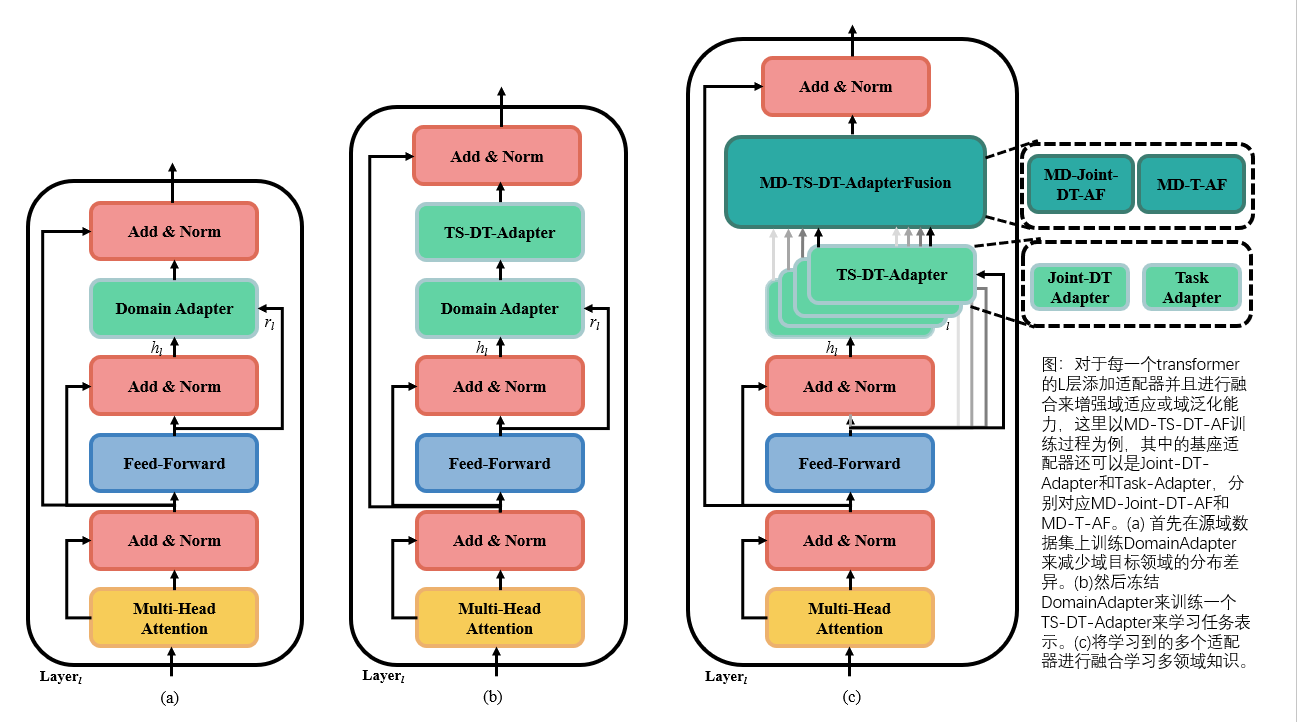 Add & Norm
Domain Adapter
r_l
h_l
Add & Norm
Feed-Forward
Add & Norm
Multi-Head
Attention
Layer_l
(a)
Add & Norm
TS-DT-Adapter
Domain Adapter
r_l
h_l
Add & Norm
Feed-Forward
Add & Norm
Multi-Head
Attention
Layer_l
(b)
Add & Norm
MD-TS-DT-AdapterFusion
TS-DT-Adapter
l
h_l
Add & Norm
Feed-Forward
Add & Norm
Multi-Head
Attention
Layer_l
(c)
MD-Joint-
DT-AF
MD-T-AF
Joint-DT
Adapter
Task
Adapter
图：对于每一个transformer
的L层添加适配器并且进行融
合来增强域适应或域泛化能
力，这里以MD-TS-DT-AF训
练过程为例，其中的基座适
配器还可以是Joint-DT-
Adapter和Task-Adapter，分
别对应MD-Joint-DT-AF和
MD-T-AF。(a) 首先在源域数
据集上训练DomainAdapter
来减少域目标领域的分布差
异。(b)然后冻结
DomainAdapter来训练一个
TS-DT-Adapter来学习任务表
示。(c)将学习到的多个适配
器进行融合学习多领域知识。